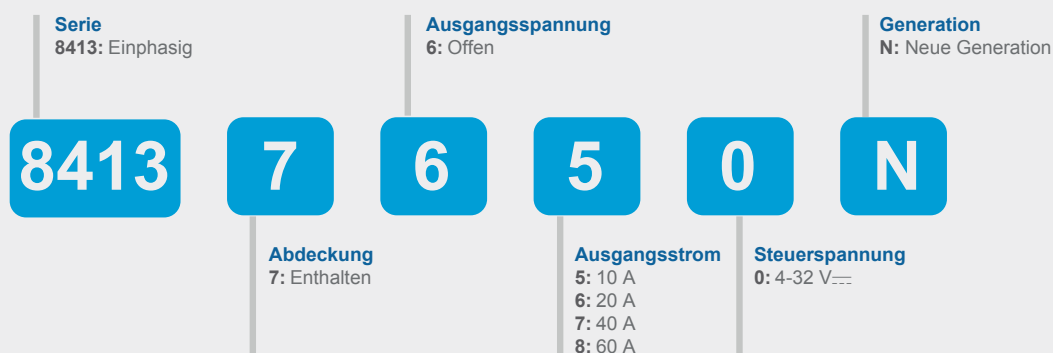 Serie
8413: Einphasig
Ausgangsspannung
6: Offen
Generation
N: Neue Generation
8413 7 6 5 0 N
Abdeckung
7: Enthalten
Ausgangsstrom
5: 10 A
6: 20 A
7: 40 A
8: 60 A
Steuerspannung
0: 4-32 V⎓